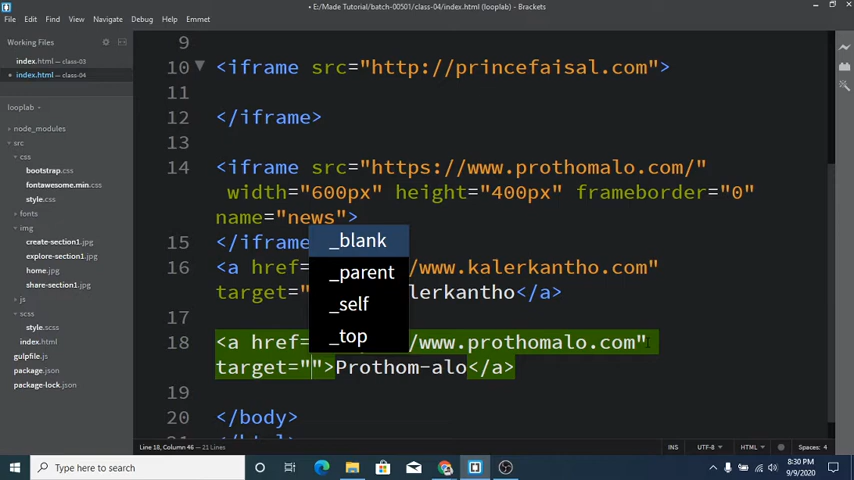 E:/Made Tutorial/batch-00501/class-04/index.html (looplab) - Brackets
File Edit Find View Navigate Debug Help Emmet
Working Files
index.html — class-03
index.html — class-04
looplab
node_modules
src
css
bootstrap.css
fontawesome.min.css
style.css
fonts
img
create-section1.jpg
explore-section1.jpg
home.jpg
share-section1.jpg
js
scss
style.scss
index.html
gulpfile.js
package.json
package-lock.json
9
10 <iframe src="http://princefaisal.com">
11
12 </iframe>
13
14 <iframe src="https://www.prothomalo.com/"
width="600px" height="400px" frameborder="0"
name="news">
15 </iframe
16 <a href= /www.kalerkantho.com"
target=" lerkantho</a>
17
18 <a href= /www.prothomalo.com"
target="">Prothom-alo</a>
19
20 </body>
21 </html>
_blank
_parent
_self
_top
Line 18, Column 46 — 21 Lines
INS UTF-8 HTML Spaces: 4
Type here to search
8:30 PM
9/9/2020